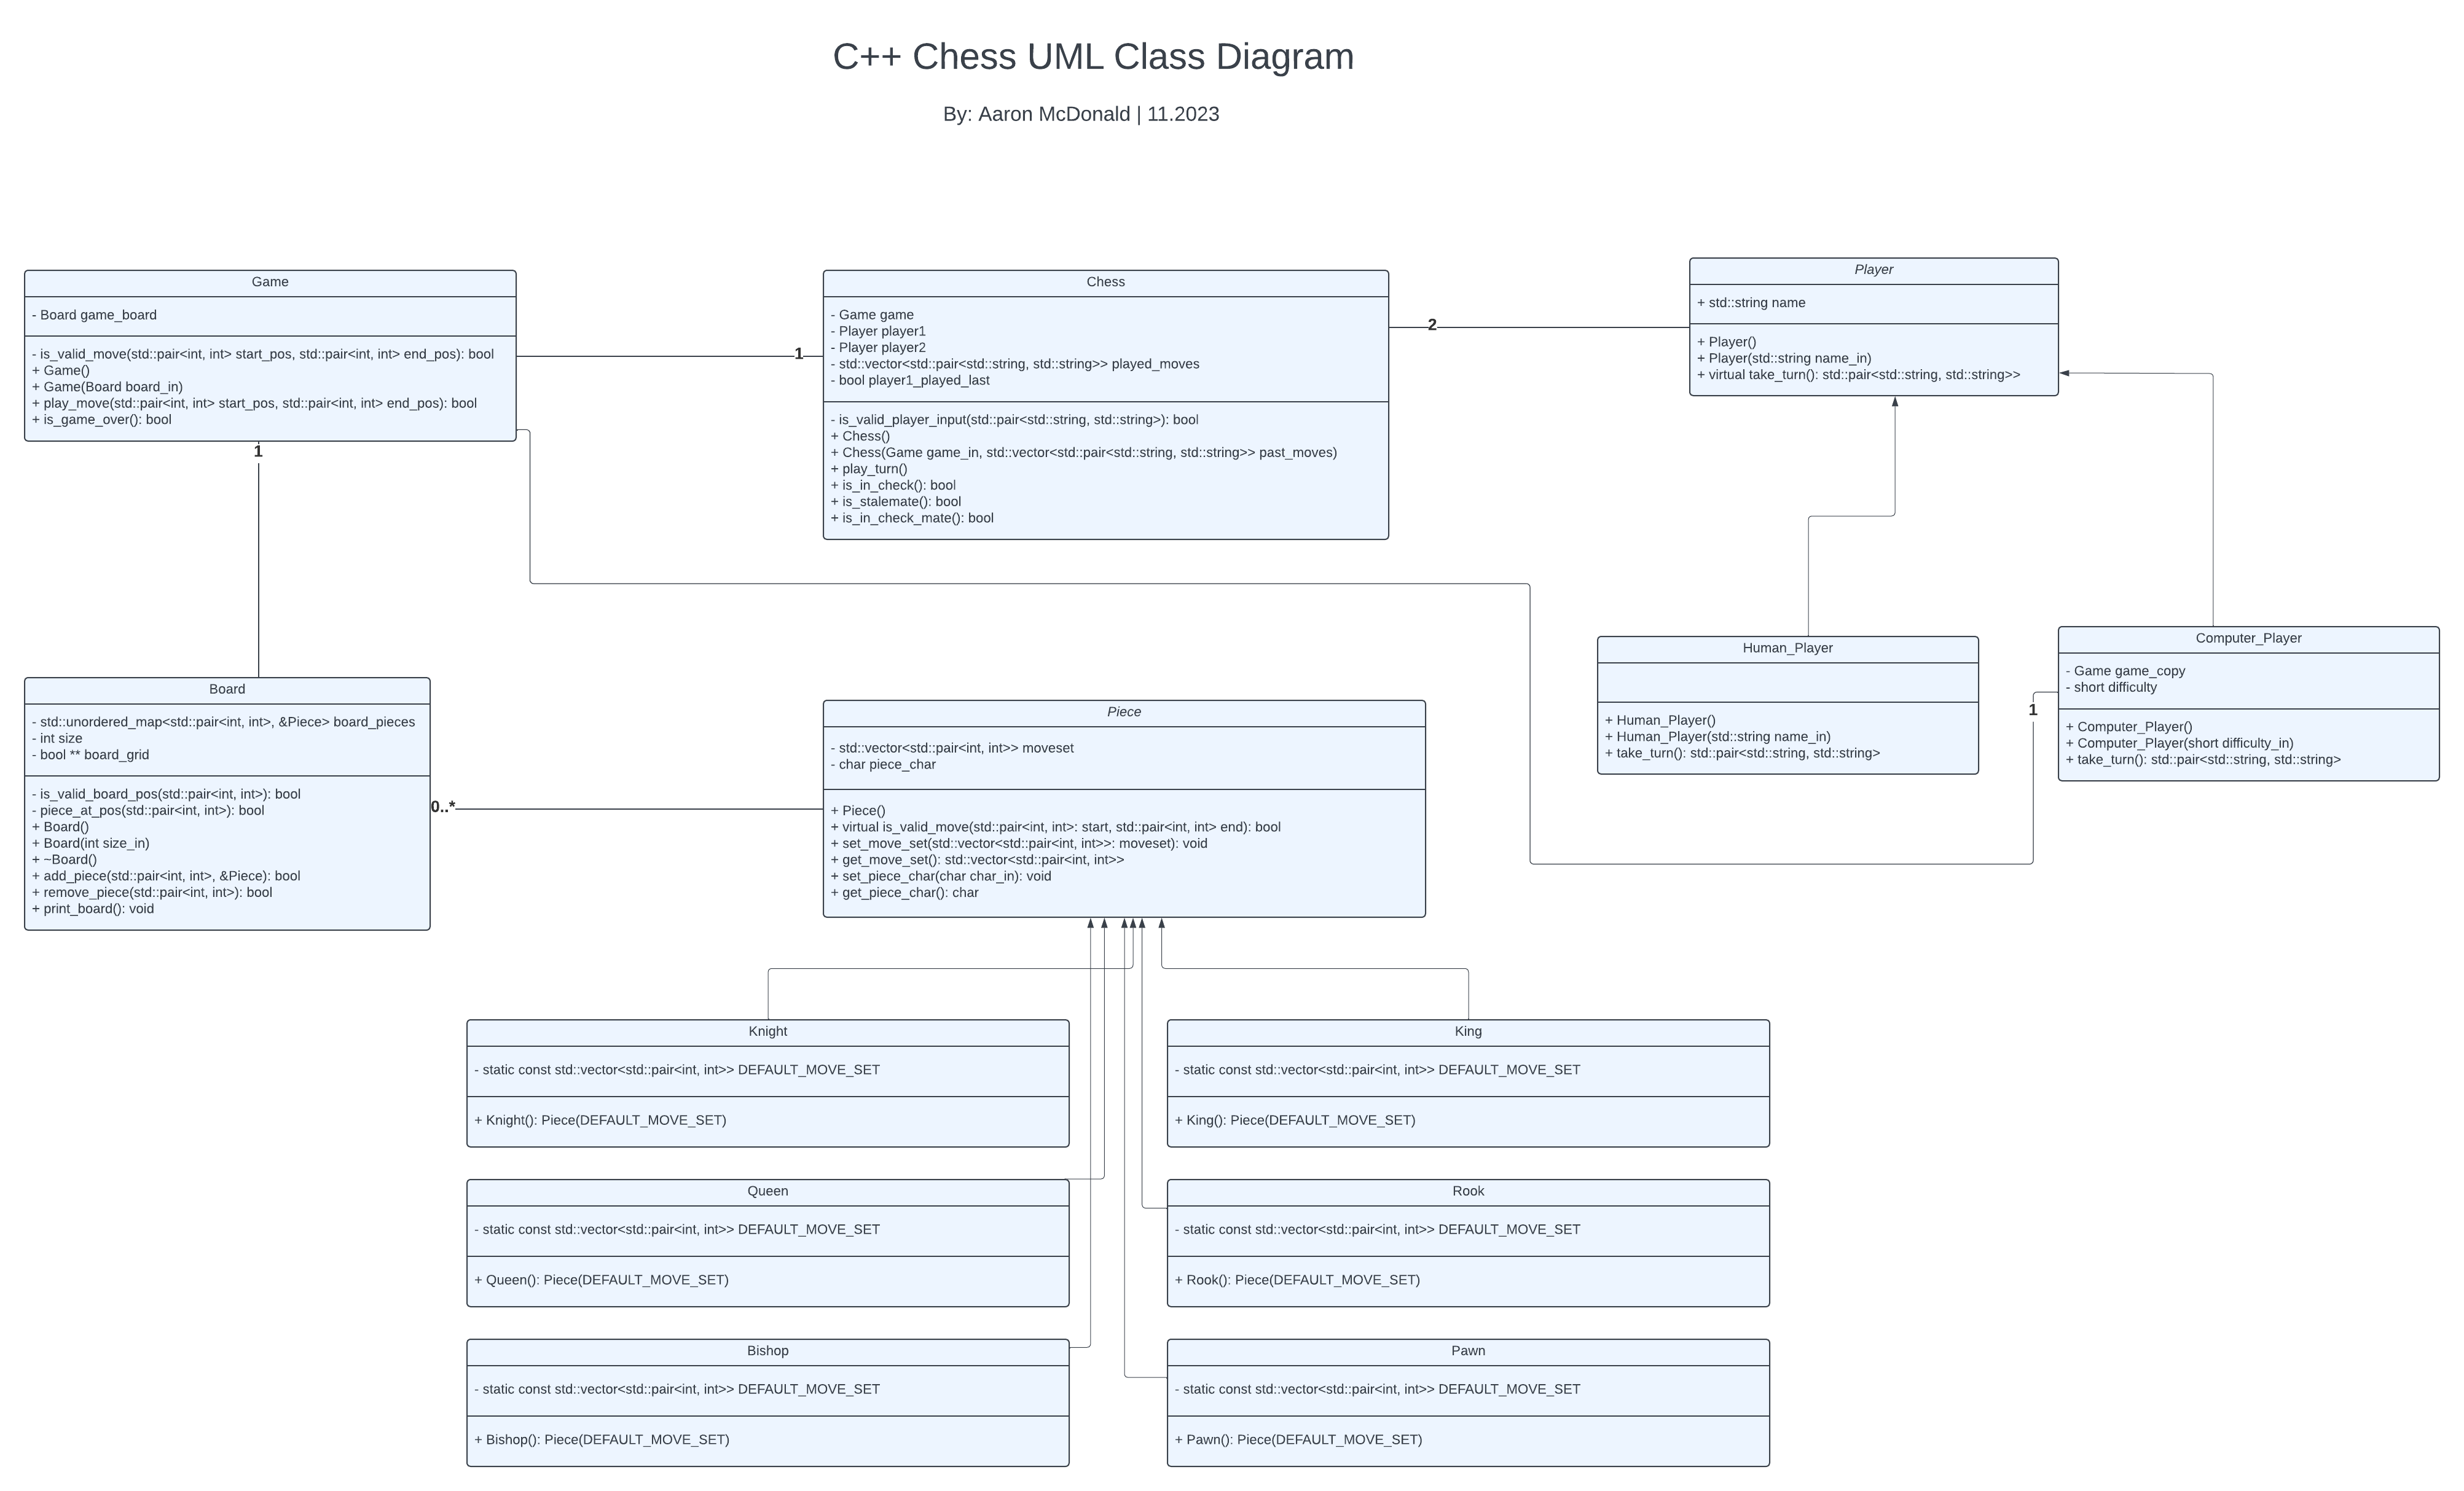 C++ Chess UML Class Diagram
By: Aaron McDonald | 11.2023
Game
- Board game_board
- is_valid_move(std::pair<int, int> start_pos, std::pair<int, int> end_pos): bool
+ Game()
+ Game(Board board_in)
+ play_move(std::pair<int, int> start_pos, std::pair<int, int> end_pos): bool
+ is_game_over(): bool
1
1
Chess
- Game game
- Player player1
- Player player2
- std::vector<std::pair<std::string, std::string>> played_moves
- bool player1_played_last
- is_valid_player_input(std::pair<std::string, std::string>): bool
+ Chess()
+ Chess(Game game_in, std::vector<std::pair<std::string, std::string>> past_moves)
+ play_turn()
+ is_in_check(): bool
+ is_stalemate(): bool
+ is_in_check_mate(): bool
2
Player
+ std::string name
+ Player()
+ Player(std::string name_in)
+ virtual take_turn(): std::pair<std::string, std::string>>
Board
- std::unordered_map<std::pair<int, int>, &Piece> board_pieces
- int size
- bool ** board_grid
- is_valid_board_pos(std::pair<int, int>): bool
- piece_at_pos(std::pair<int, int>): bool
+ Board()
+ Board(int size_in)
+ ~Board()
+ add_piece(std::pair<int, int>, &Piece): bool
+ remove_piece(std::pair<int, int>): bool
+ print_board(): void
0..*
Piece
- std::vector<std::pair<int, int>> moveset
- char piece_char
+ Piece()
+ virtual is_valid_move(std::pair<int, int>: start, std::pair<int, int> end): bool
+ set_move_set(std::vector<std::pair<int, int>>: moveset): void
+ get_move_set(): std::vector<std::pair<int, int>>
+ set_piece_char(char char_in): void
+ get_piece_char(): char
Human_Player
+ Human_Player()
+ Human_Player(std::string name_in)
+ take_turn(): std::pair<std::string, std::string>
1
Computer_Player
- Game game_copy
- short difficulty
+ Computer_Player()
+ Computer_Player(short difficulty_in)
+ take_turn(): std::pair<std::string, std::string>
Knight
- static const std::vector<std::pair<int, int>> DEFAULT_MOVE_SET
+ Knight(): Piece(DEFAULT_MOVE_SET)
King
- static const std::vector<std::pair<int, int>> DEFAULT_MOVE_SET
+ King(): Piece(DEFAULT_MOVE_SET)
Queen
- static const std::vector<std::pair<int, int>> DEFAULT_MOVE_SET
+ Queen(): Piece(DEFAULT_MOVE_SET)
Rook
- static const std::vector<std::pair<int, int>> DEFAULT_MOVE_SET
+ Rook(): Piece(DEFAULT_MOVE_SET)
Bishop
- static const std::vector<std::pair<int, int>> DEFAULT_MOVE_SET
+ Bishop(): Piece(DEFAULT_MOVE_SET)
Pawn
- static const std::vector<std::pair<int, int>> DEFAULT_MOVE_SET
+ Pawn(): Piece(DEFAULT_MOVE_SET)